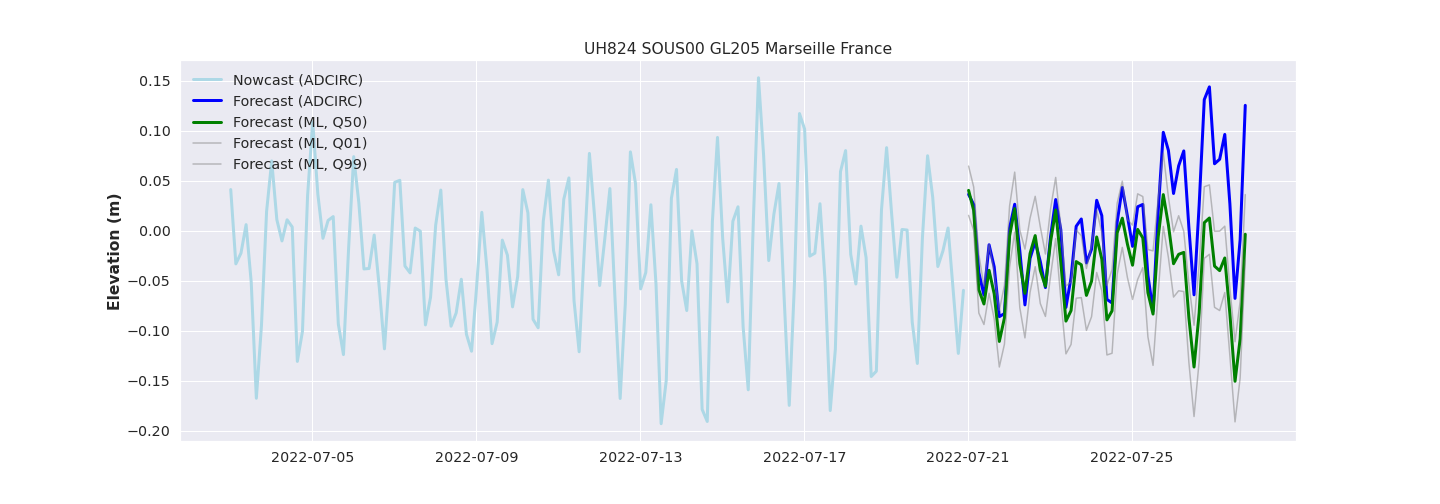 UH824 SOUS00 GL205 Marseille France
Nowcast (ADCIRC)
Forecast (ADCIRC)
Forecast (ML, Q50)
Forecast (ML, Q01)
Forecast (ML, Q99)
Elevation (m)
0.15
0.10
0.05
0.00
−0.05
−0.10
−0.15
−0.20
2022-07-05 2022-07-09 2022-07-13 2022-07-17 2022-07-21 2022-07-25